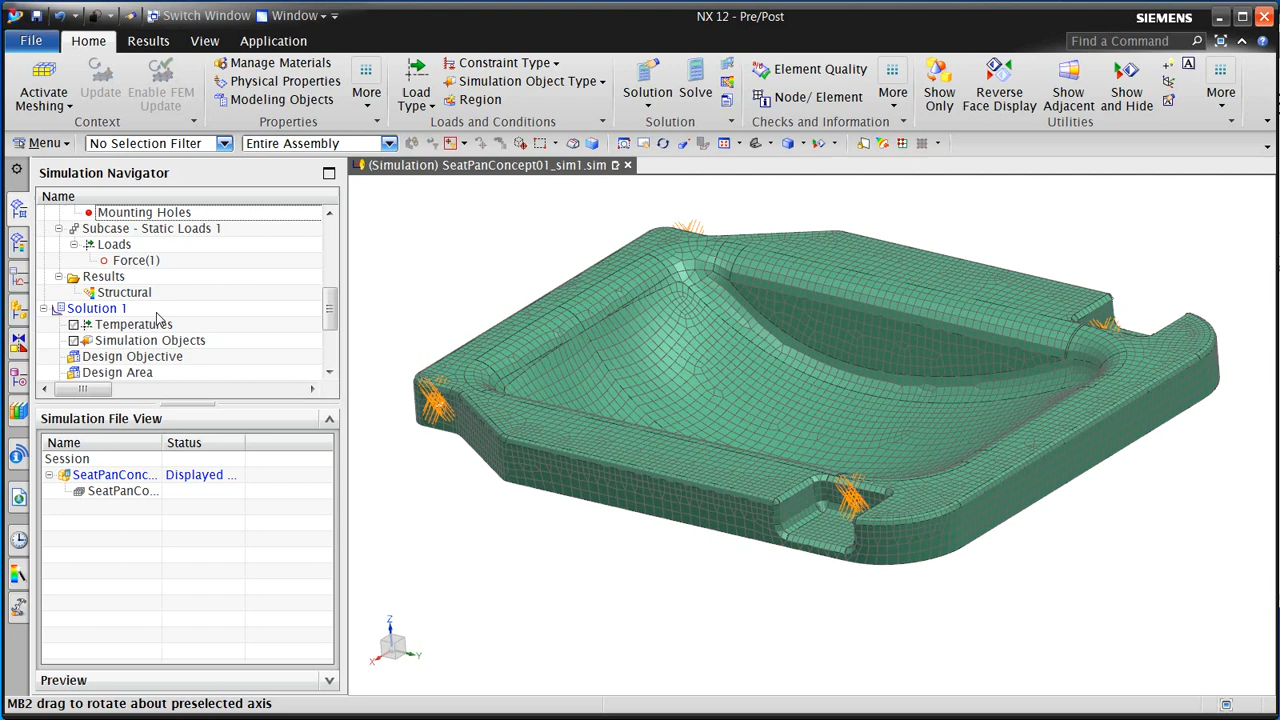 Switch Window Window NX 12 - Pre/Post SIEMENS
File Home Results View Application Find a Command
Activate Meshing
Update
Enable FEM Update
Context
Manage Materials
Physical Properties
Modeling Objects
More
Properties
Load Type
Constraint Type
Simulation Object Type
Region
Loads and Conditions
Solution
Solve
Solution
Element Quality
Node/ Element
More
Checks and Information
Show Only
Reverse Face Display
Show Adjacent
Show and Hide
A
More
Utilities
Menu No Selection Filter Entire Assembly
Simulation Navigator
(Simulation) SeatPanConcept01_sim1.sim
Name
Mounting Holes
Subcase - Static Loads 1
Loads
Force(1)
Results
Structural
Solution 1
Temperatures
Simulation Objects
Design Objective
Design Area
Simulation File View
Name Status
Session
SeatPanConc... Displayed ...
SeatPanCo...
Preview
Z
X
Y
MB2 drag to rotate about preselected axis